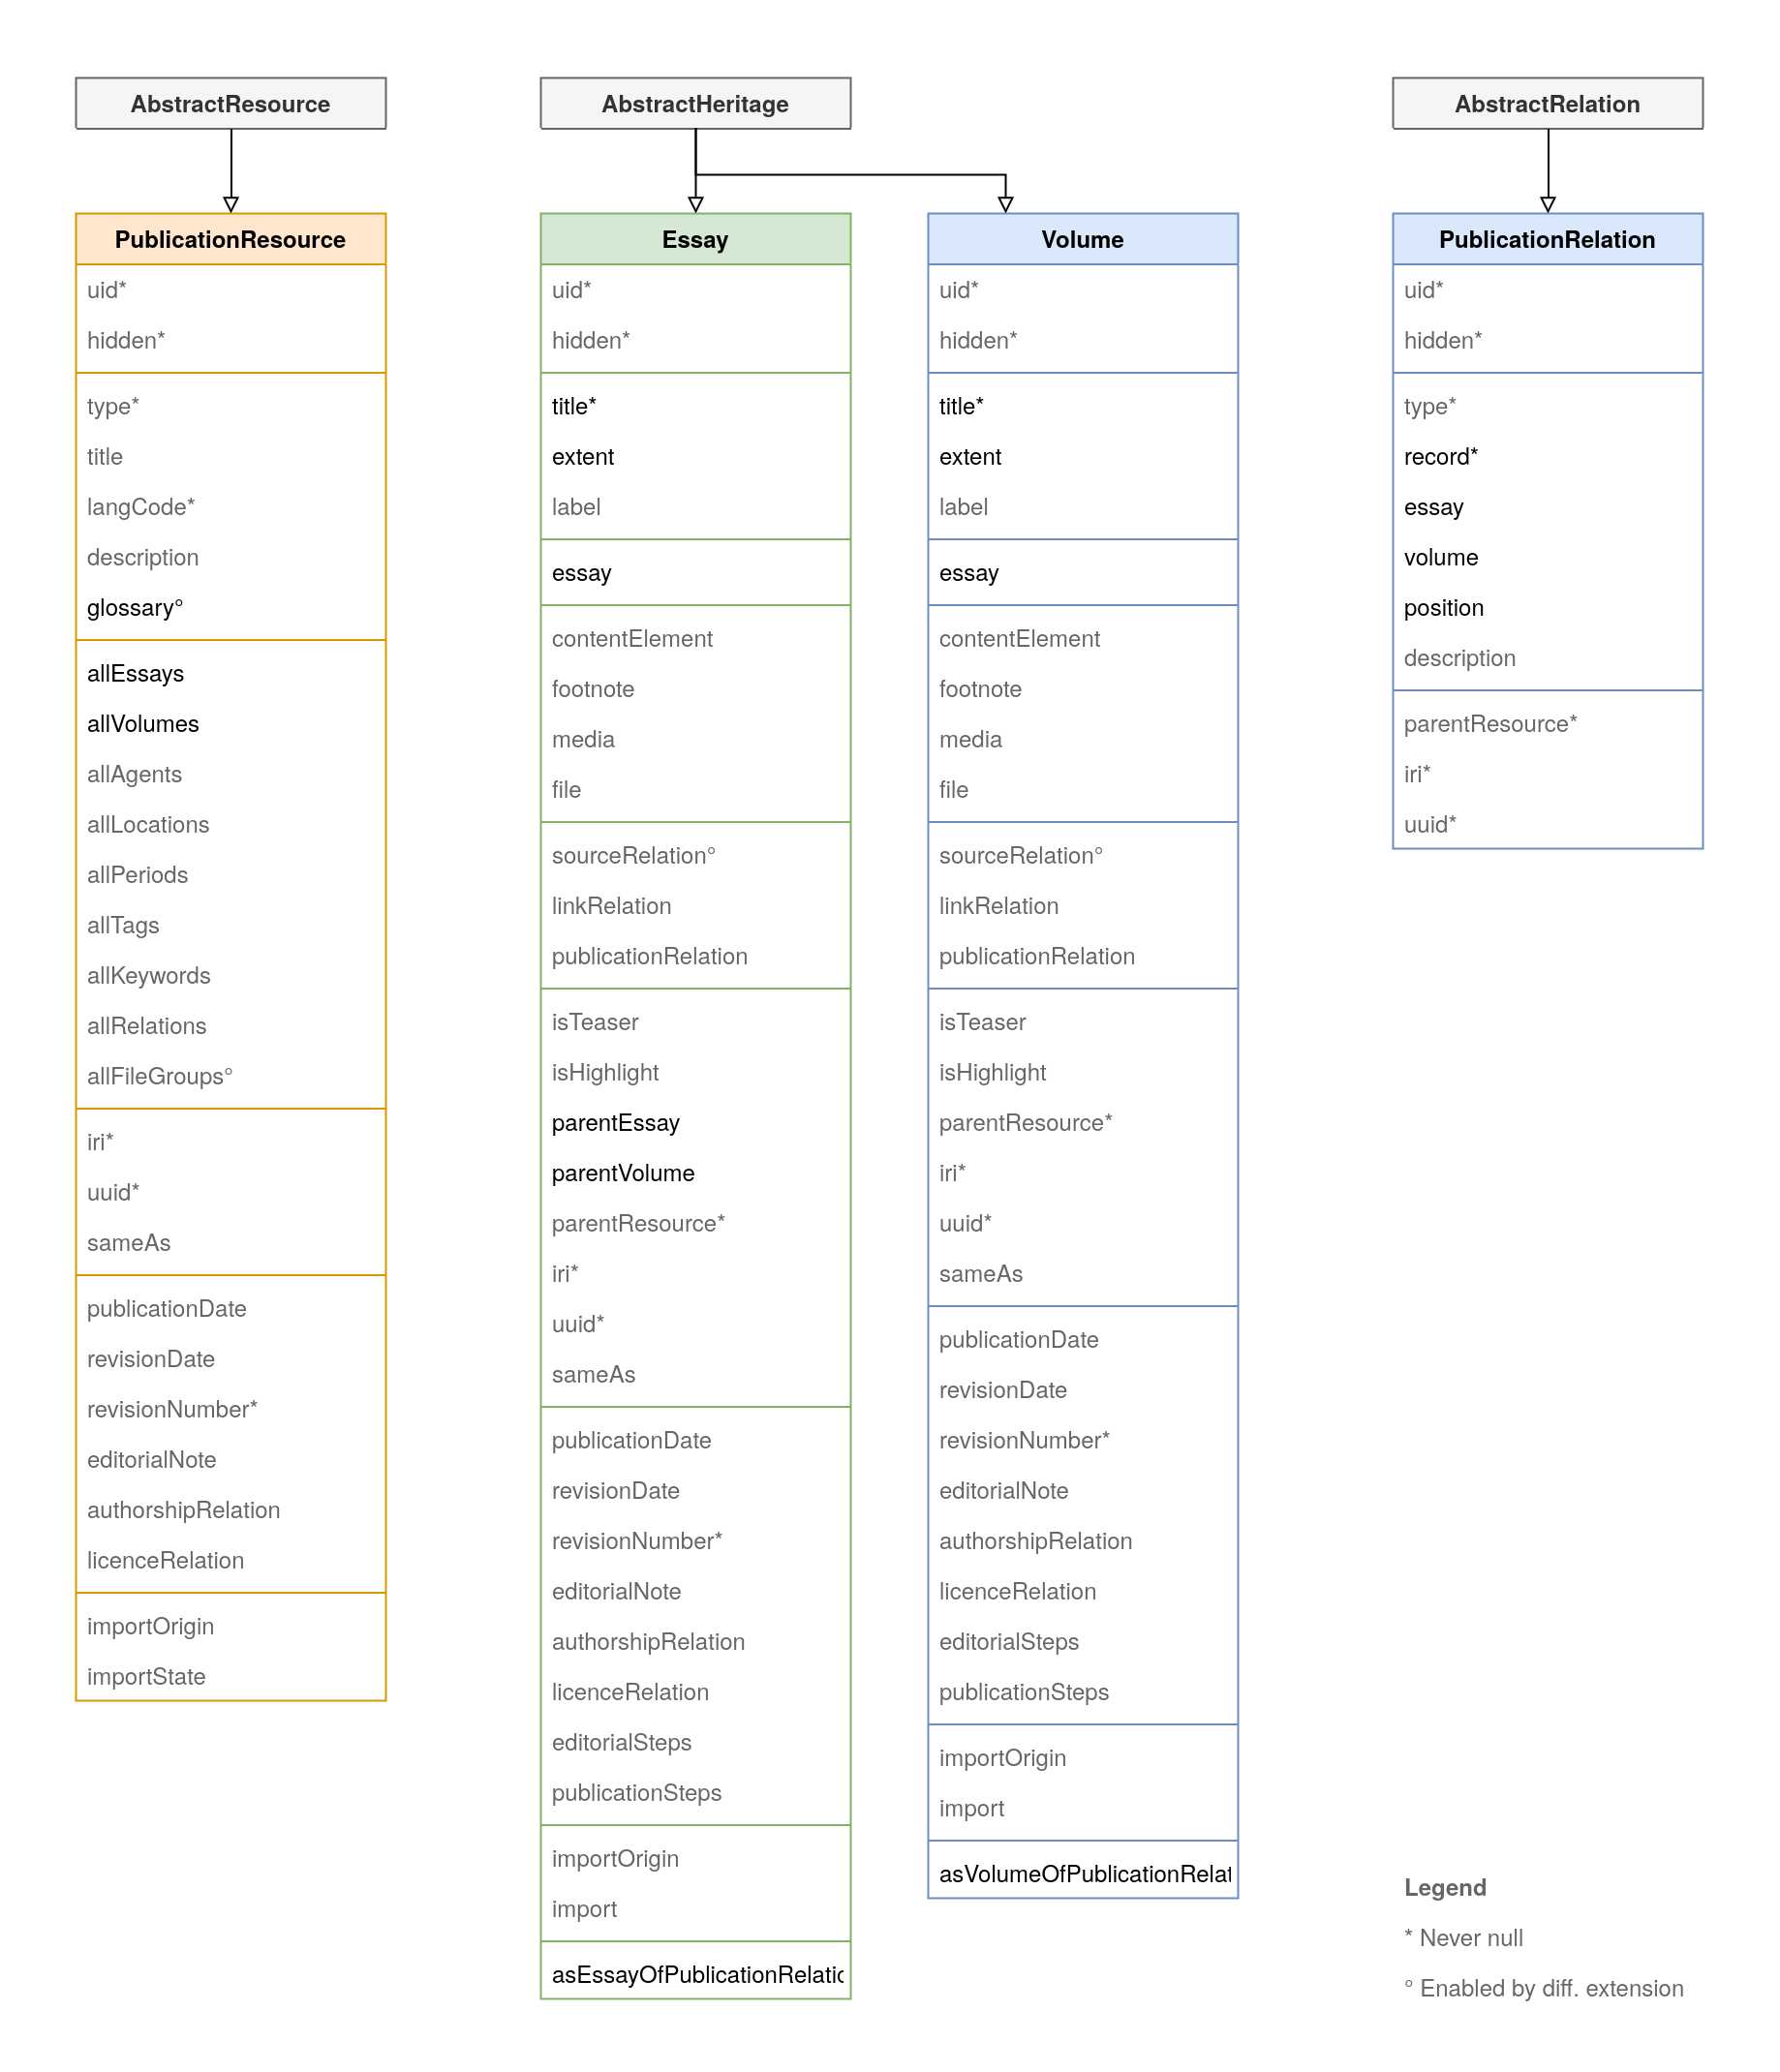 AbstractResource
PublicationResource
uid*
hidden*
type*
title
langCode*
description
glossary°
allEssays
allVolumes
allAgents
allLocations
allPeriods
allTags
allKeywords
allRelations
allFileGroups°
iri*
uuid*
sameAs
publicationDate
revisionDate
revisionNumber*
editorialNote
authorshipRelation
licenceRelation
importOrigin
importState
AbstractHeritage
Essay
uid*
hidden*
title*
extent
label
essay
contentElement
footnote
media
file
sourceRelation°
linkRelation
publicationRelation
isTeaser
isHighlight
parentEssay
parentVolume
parentResource*
iri*
uuid*
sameAs
publicationDate
revisionDate
revisionNumber*
editorialNote
authorshipRelation
licenceRelation
editorialSteps
publicationSteps
importOrigin
import
asEssayOfPublicationRelatio
Volume
uid*
hidden*
title*
extent
label
essay
contentElement
footnote
media
file
sourceRelation°
linkRelation
publicationRelation
isTeaser
isHighlight
parentResource*
iri*
uuid*
sameAs
publicationDate
revisionDate
revisionNumber*
editorialNote
authorshipRelation
licenceRelation
editorialSteps
publicationSteps
importOrigin
import
asVolumeOfPublicationRelat
AbstractRelation
PublicationRelation
uid*
hidden*
type*
record*
essay
volume
position
description
parentResource*
iri*
uuid*
Legend
* Never null
° Enabled by diff. extension